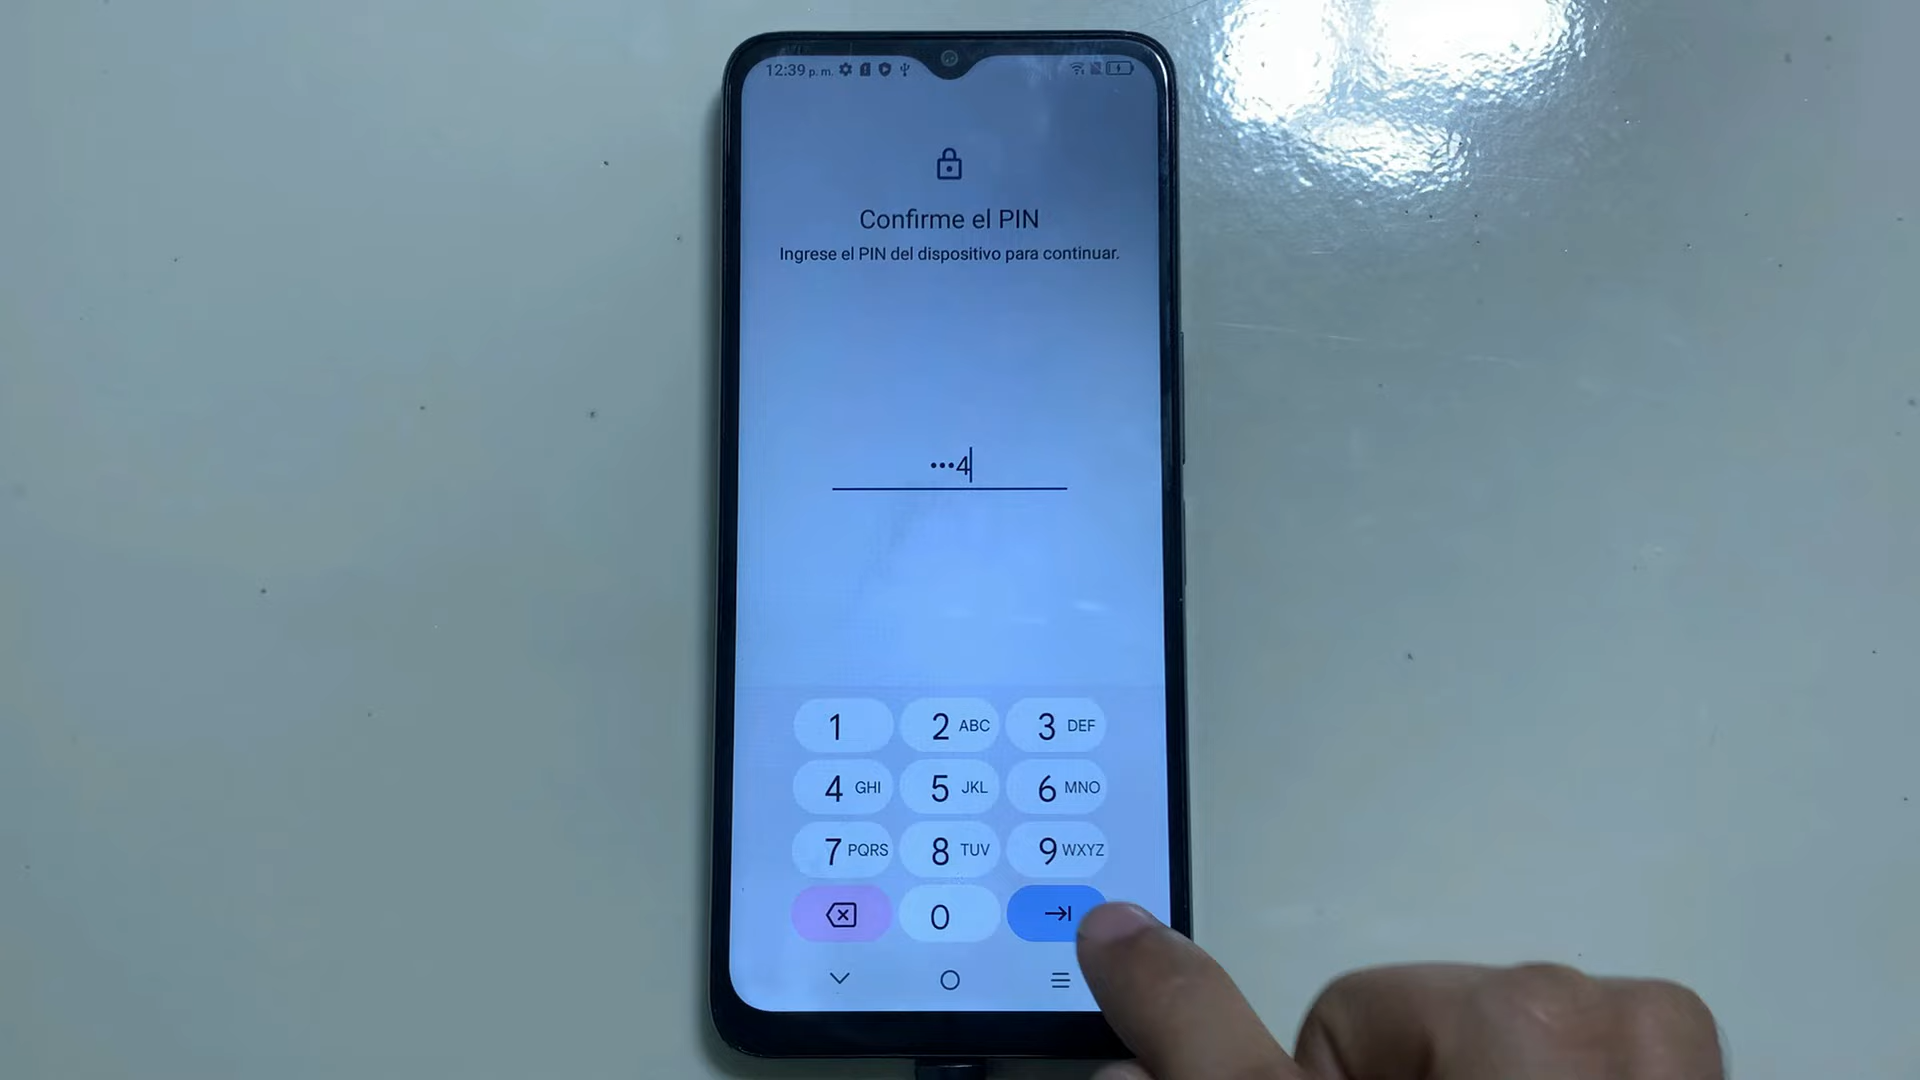 12:39 p. m.
Confirme el PIN
Ingrese el PIN del dispositivo para continuar.
•••4
1 2 ABC 3 DEF
4 GHI 5 JKL 6 MNO
7 PQRS 8 TUV 9 WXYZ
0